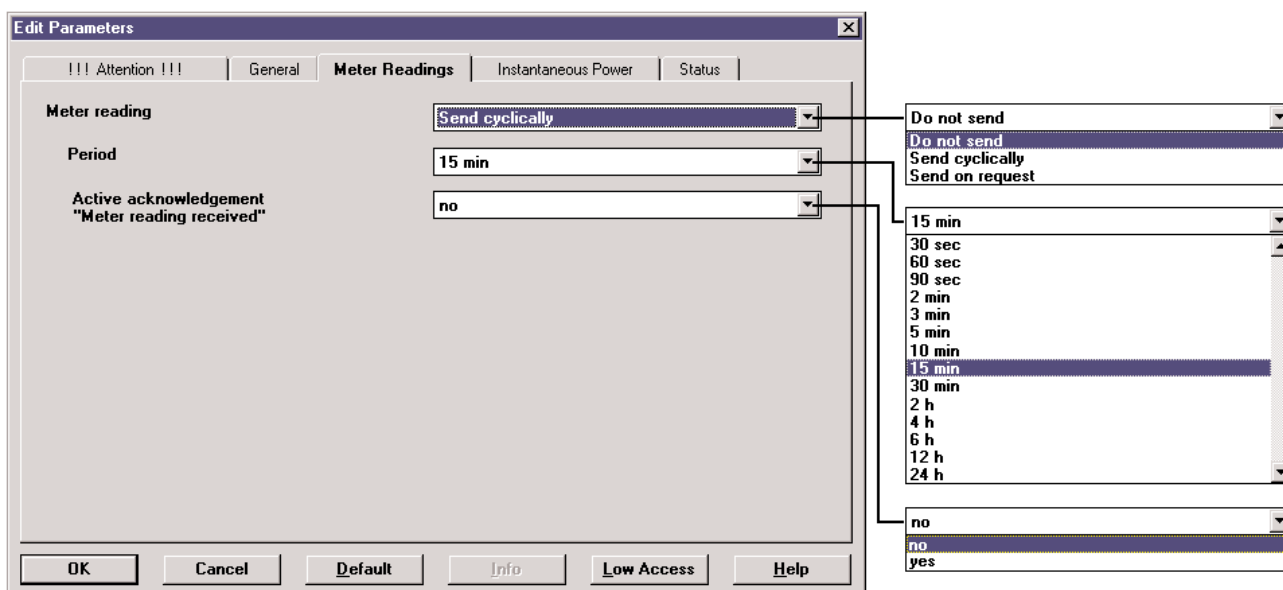 Edit Parameters
!!! Attention !!!
General
Meter Readings
Instantaneous Power
Status
Meter reading
Send cyclically
Period
15 min
Active acknowledgement
"Meter reading received"
no
OK
Cancel
Default
Info
Low Access
Help
Do not send
Do not send
Send cyclically
Send on request
15 min
30 sec
60 sec
90 sec
2 min
3 min
5 min
10 min
15 min
30 min
2 h
4 h
6 h
12 h
24 h
no
no
yes